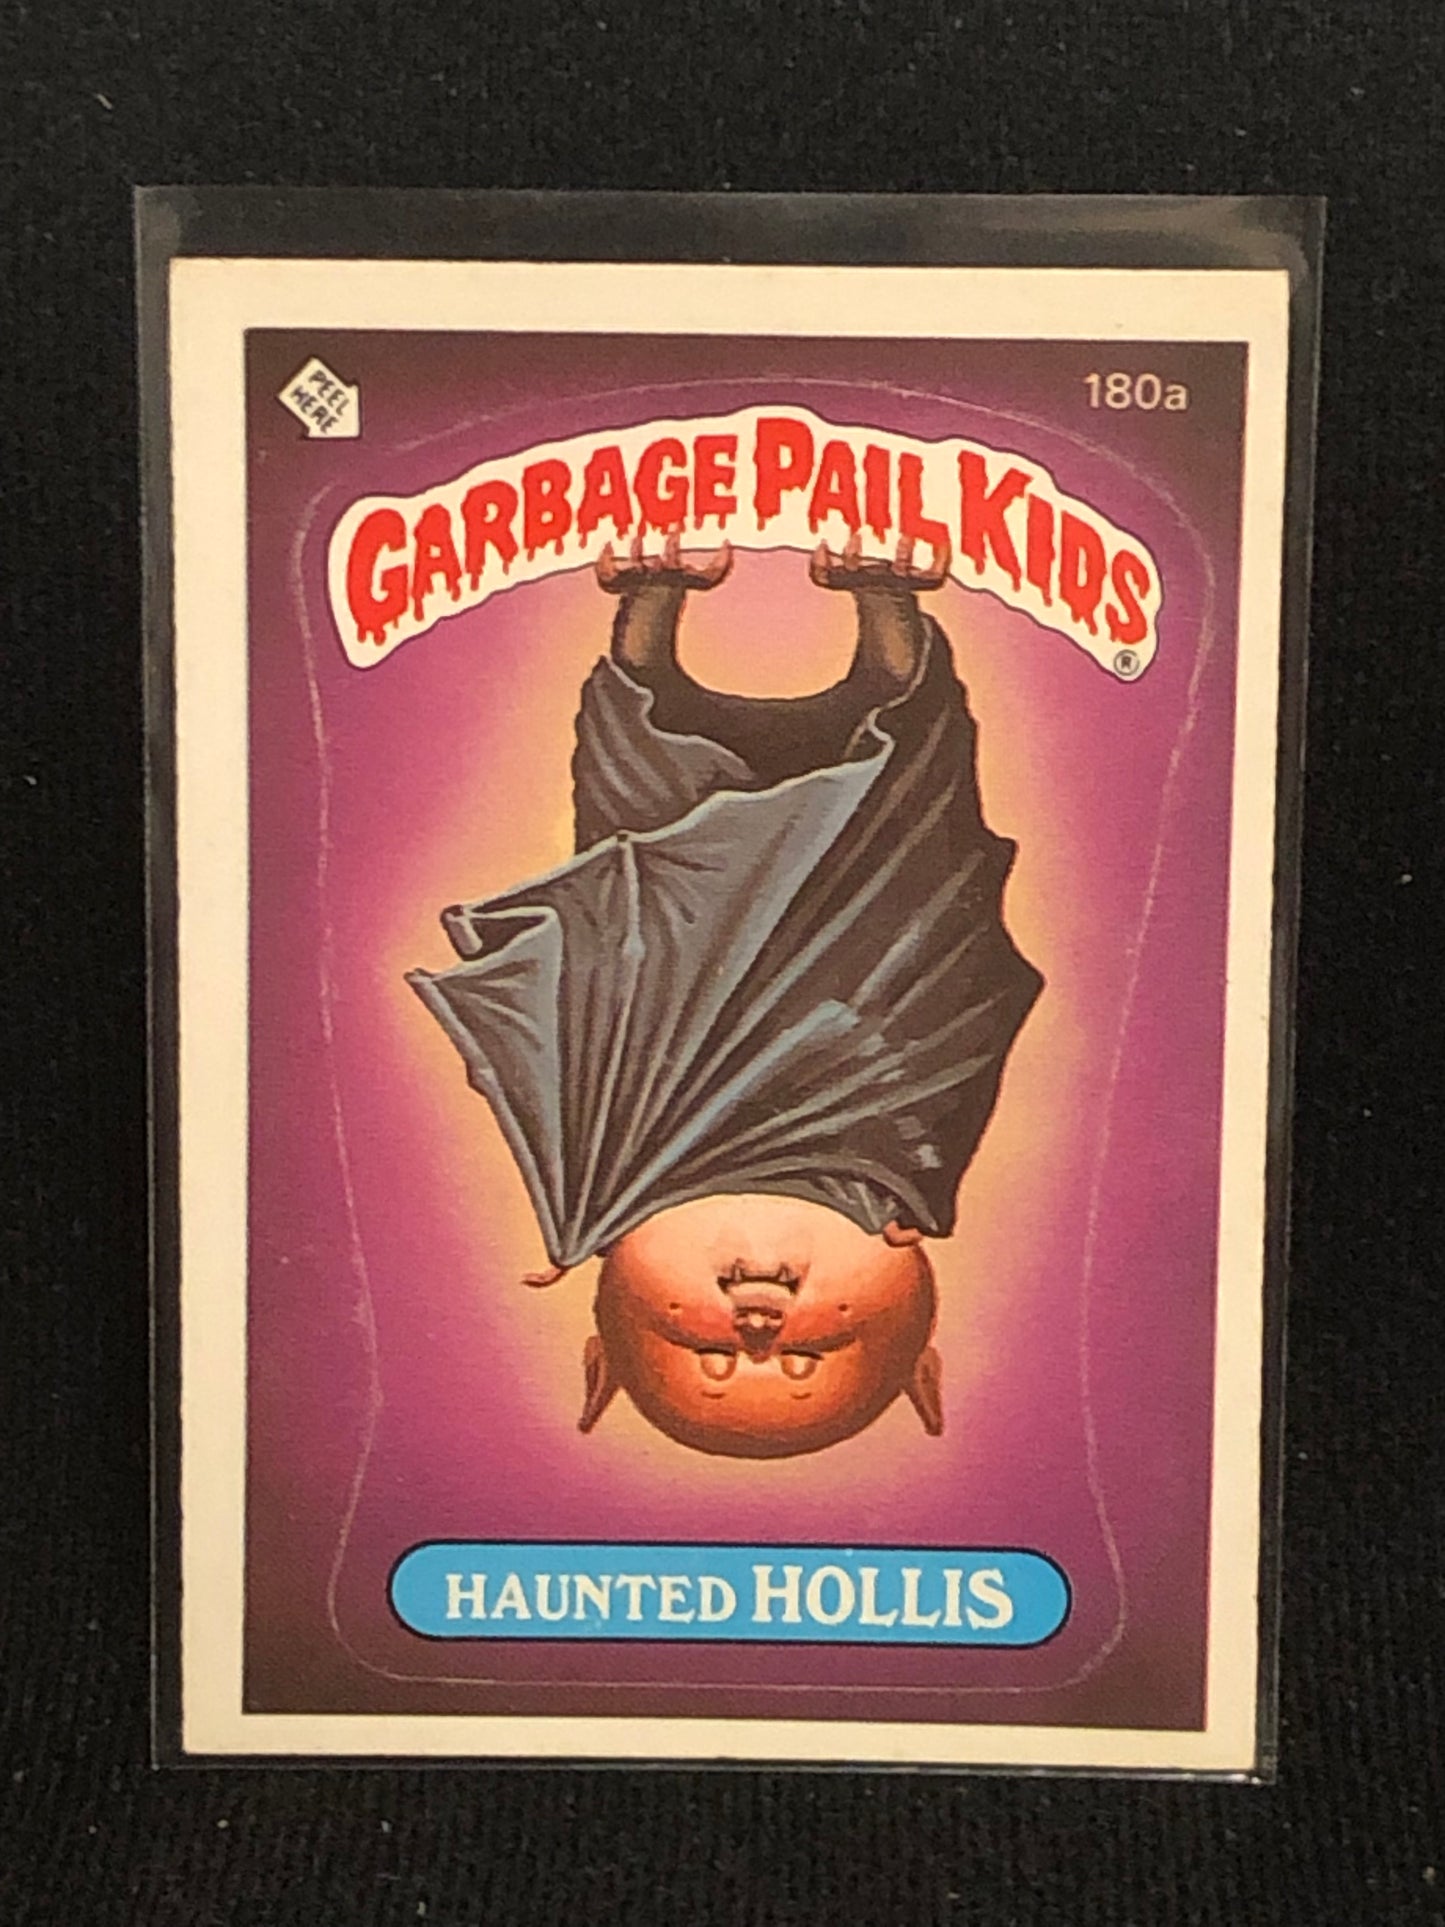 PEEL
HERE
180a
GARBAGE PAIL KIDS
®
HAUNTED HOLLIS